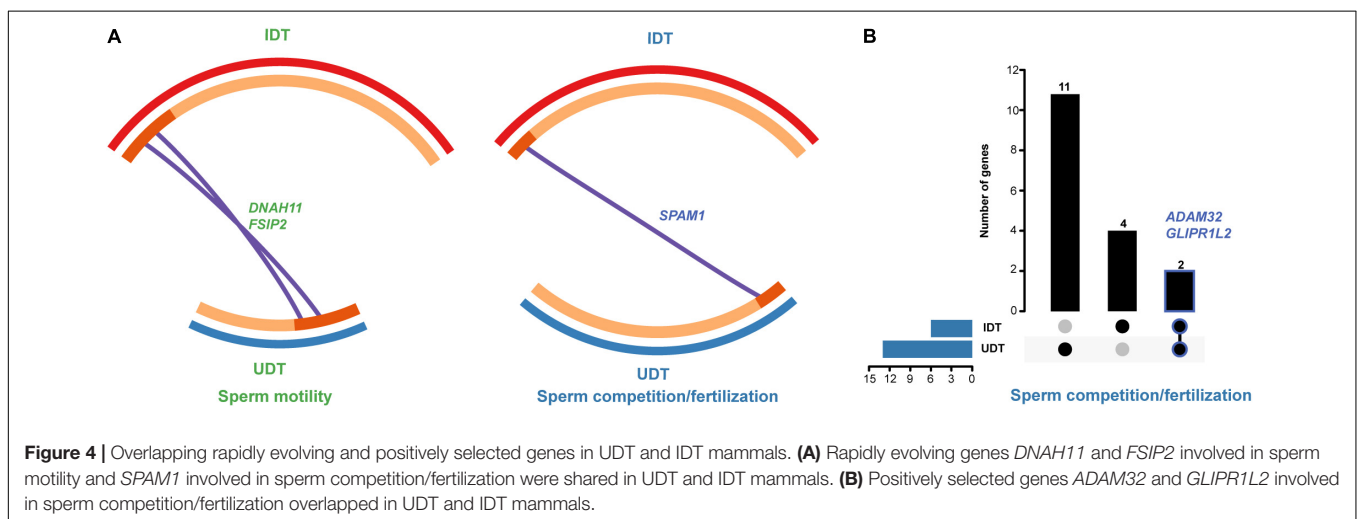 A
IDT
DNAH11
FSIP2
UDT
Sperm motility
IDT
SPAM1
UDT
Sperm competition/fertilization
B
Number of genes
12
10
8
6
4
2
0
11
4
2
ADAM32
GLIPR1L2
IDT
UDT
15 12 9 6 3 0
Sperm competition/fertilization
Figure 4 | Overlapping rapidly evolving and positively selected genes in UDT and IDT mammals. (A) Rapidly evolving genes DNAH11 and FSIP2 involved in sperm
motility and SPAM1 involved in sperm competition/fertilization were shared in UDT and IDT mammals. (B) Positively selected genes ADAM32 and GLIPR1L2 involved
in sperm competition/fertilization overlapped in UDT and IDT mammals.